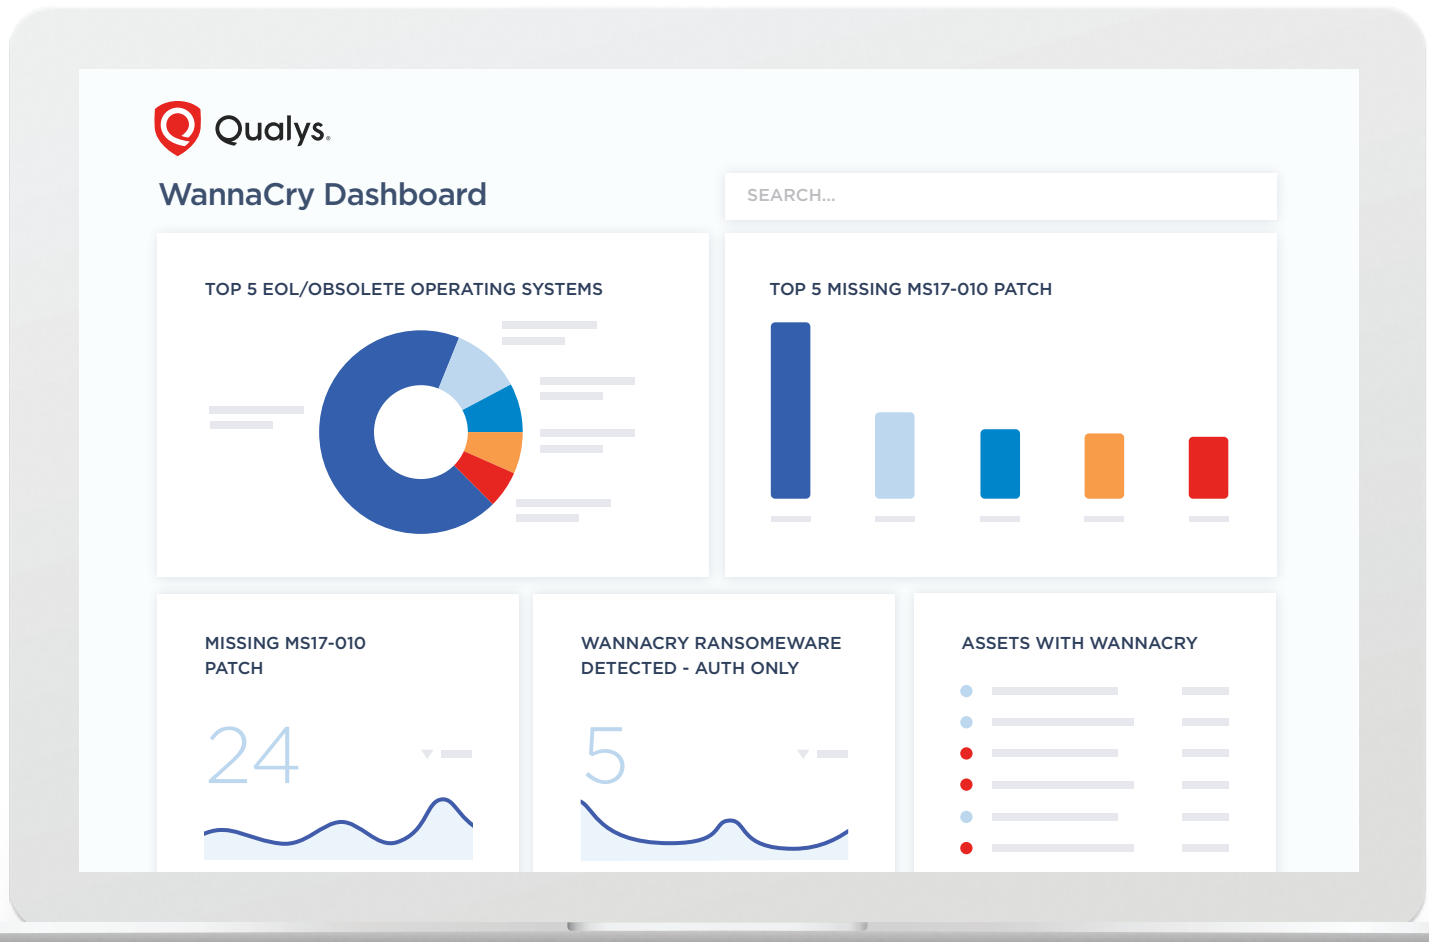 Qualys®
WannaCry Dashboard
SEARCH...
TOP 5 EOL/OBSOLETE OPERATING SYSTEMS
TOP 5 MISSING MS17-010 PATCH
MISSING MS17-010
PATCH
24
WANNACRY RANSOMEWARE
DETECTED - AUTH ONLY
5
ASSETS WITH WANNACRY